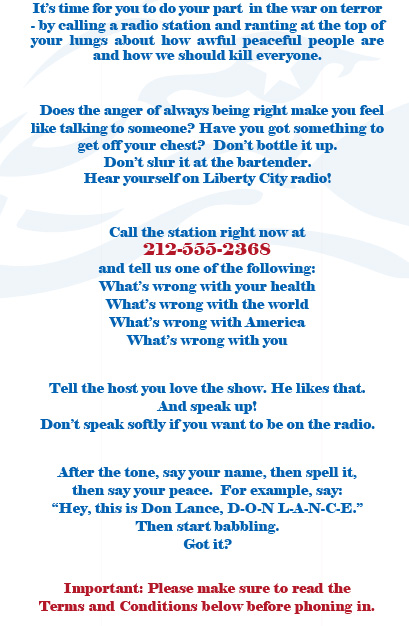 It's time for you to do your part in the war on terror
- by calling a radio station and ranting at the top of
your lungs about how awful peaceful people are
and how we should kill everyone.
Does the anger of always being right make you feel
like talking to someone? Have you got something to
get off your chest? Don't bottle it up.
Don't slur it at the bartender.
Hear yourself on Liberty City radio!
Call the station right now at
212-555-2368
and tell us one of the following:
What's wrong with your health
What's wrong with the world
What's wrong with America
What's wrong with you
Tell the host you love the show. He likes that.
And speak up!
Don't speak softly if you want to be on the radio.
After the tone, say your name, then spell it,
then say your peace. For example, say:
"Hey, this is Don Lance, D-O-N L-A-N-C-E."
Then start babbling.
Got it?
Important: Please make sure to read the
Terms and Conditions below before phoning in.